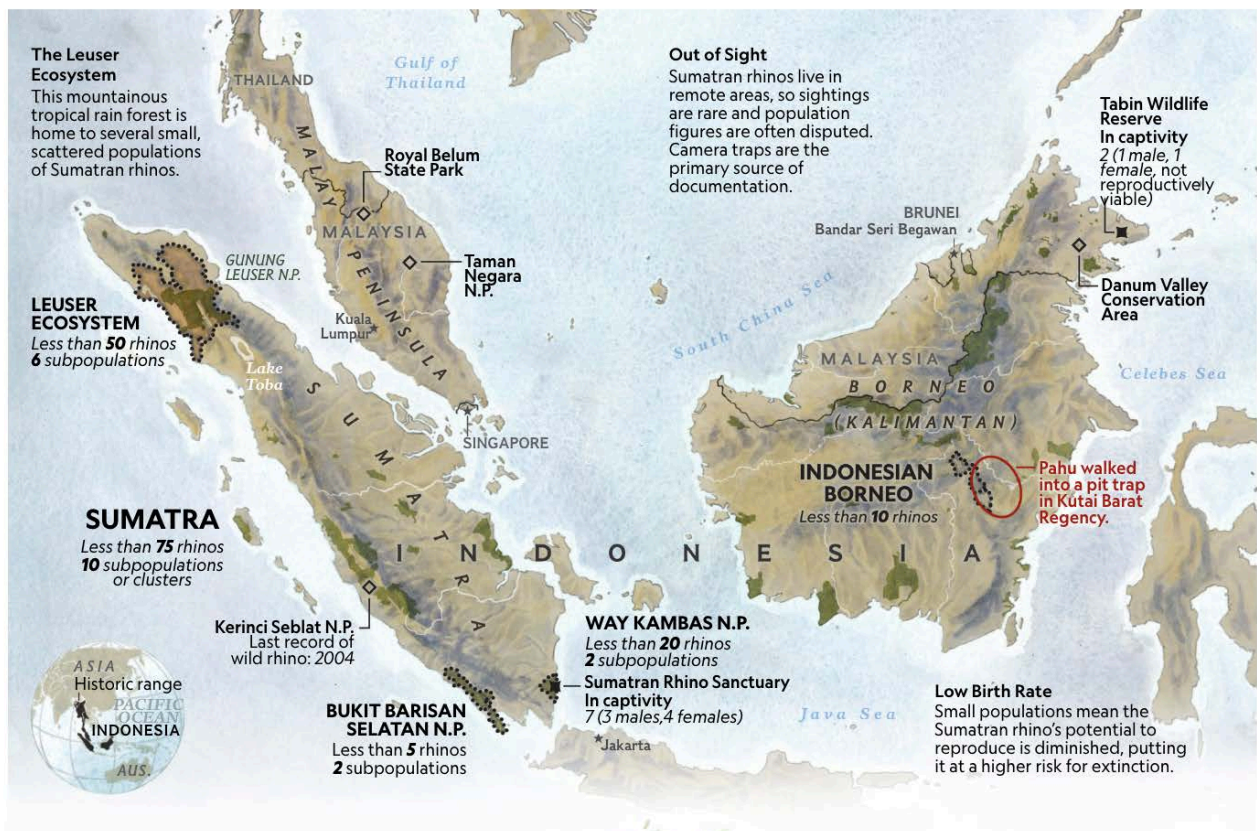 The Leuser
Ecosystem
This mountainous
tropical rain forest is
home to several small,
scattered populations
of Sumatran rhinos.
THAILAND
Gulf of
Thailand
Out of Sight
Sumatran rhinos live in
remote areas, so sightings
are rare and population
figures are often disputed.
Camera traps are the
primary source of
documentation.
Tabin Wildlife
Reserve
In captivity
2 (1 male, 1
female, not
reproductively
viable)
Royal Belum
State Park
MALAY
PENINSULA
MALAYSIA
Taman
Negara
N.P.
Kuala
Lumpur
SINGAPORE
BRUNEI
Bandar Seri Begawan
Danum Valley
Conservation
Area
South China Sea
Celebes Sea
GUNUNG
LEUSER N.P.
LEUSER
ECOSYSTEM
Less than 50 rhinos
6 subpopulations
Lake
Toba
MALAYSIA
BORNEO
(KALIMANTAN)
INDONESIAN
BORNEO
Less than 10 rhinos
Pahu walked
into a pit trap
in Kutai Barat
Regency.
SUMATRA
SUMATRA
Less than 75 rhinos
10 subpopulations
or clusters
INDONESIA
Kerinci Seblat N.P.
Last record of
wild rhino: 2004
WAY KAMBAS N.P.
Less than 20 rhinos
2 subpopulations
Sumatran Rhino Sanctuary
In captivity
7 (3 males,4 females)
BUKIT BARISAN
SELATAN N.P.
Less than 5 rhinos
2 subpopulations
Jakarta
Java Sea
Low Birth Rate
Small populations mean the
Sumatran rhino's potential to
reproduce is diminished, putting
it at a higher risk for extinction.
ASIA
Historic range
PACIFIC
OCEAN
INDONESIA
AUS.